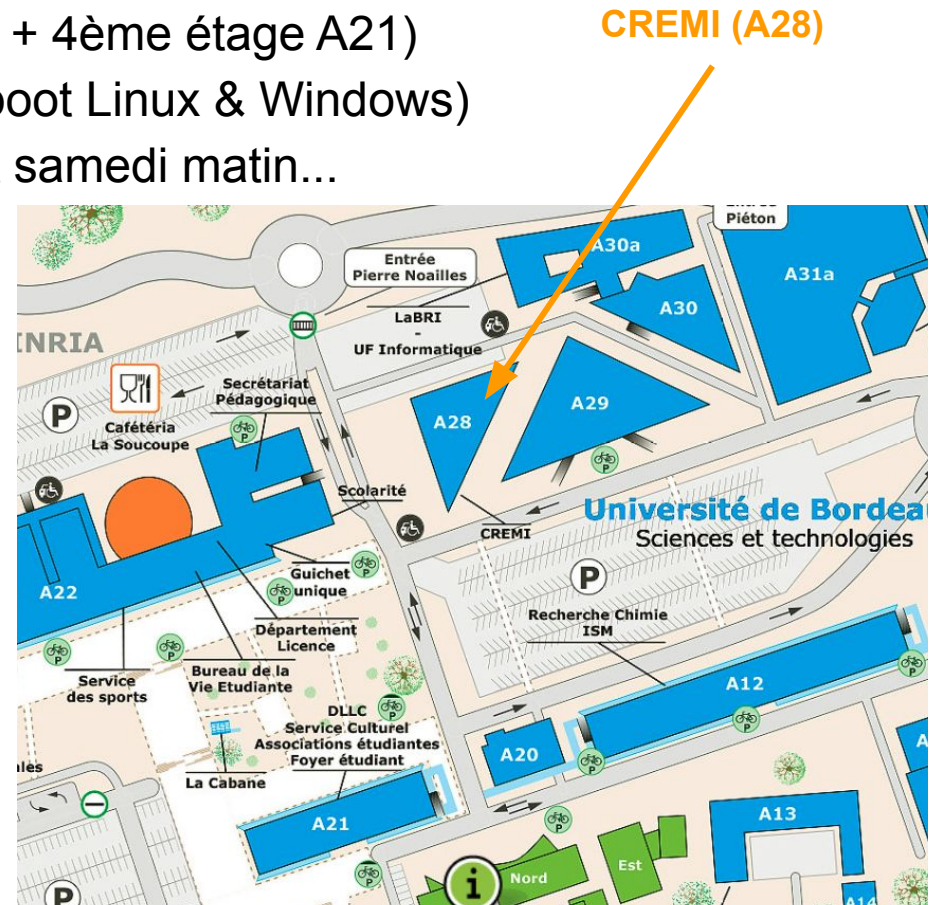 + 4ème étage A21)
CREMI (A28)
boot Linux & Windows)
samedi matin...
Piéton
Entrée
Pierre Noailles
A30a
A31a
LaBRI
-
UF Informatique
A30
INRIA
P
Cafétéria
La Soucoupe
Secrétariat
Pédagogique
P
A28
A29
P
Scolarité
CREMI
Université de Bordeau
Sciences et technologies
A22
Guichet
unique
P
P
P
Recherche Chimie
ISM
Département
Licence
P
P
Service
des sports
Bureau de la
Vie Etudiante
A12
P
P
DLLC
Service Culturel
Associations étudiantes
Foyer étudiant
P
A20
P
ales
La Cabane
A21
P
A13
P
i
Nord
Est
P
A14